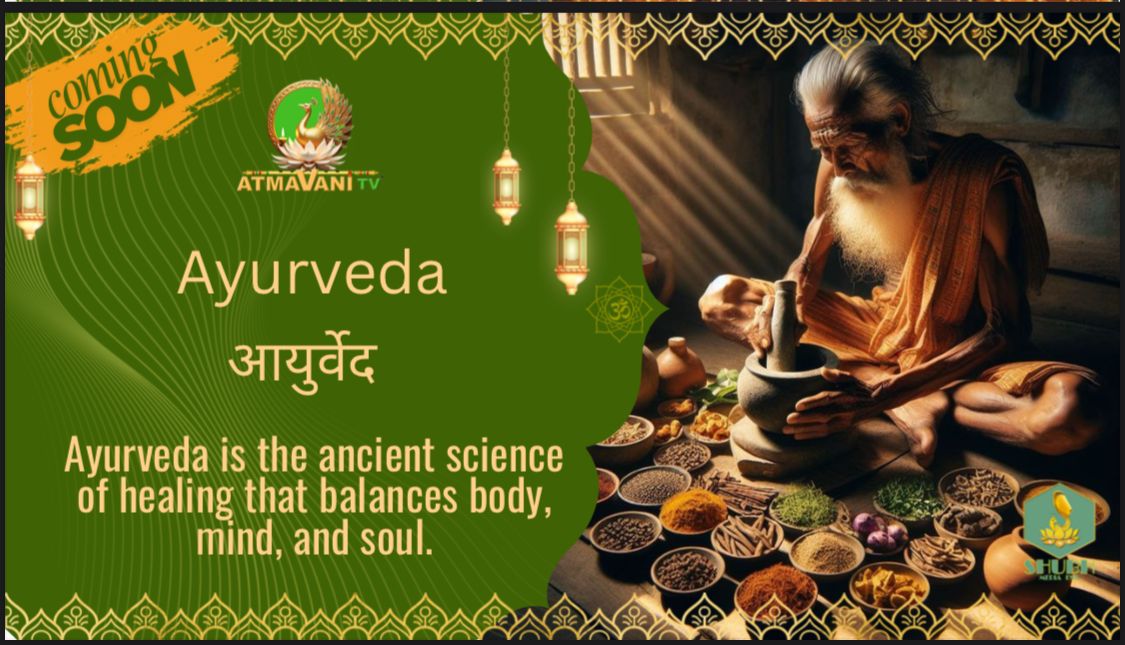 coming
SOON
ATMAVANI TV
Ayurveda
आयुर्वेद
Ayurveda is the ancient science
of healing that balances body,
mind, and soul.
ॐ
SHUBH